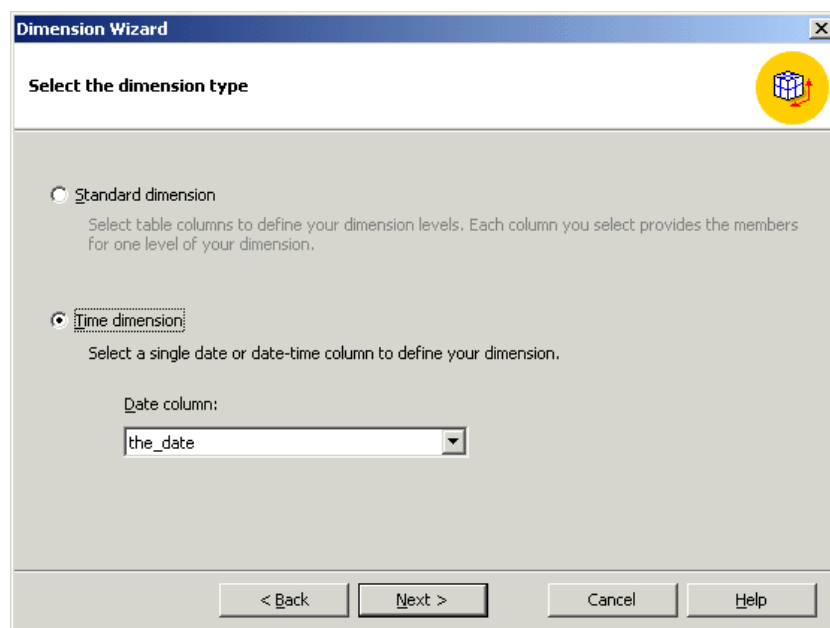 Dimension Wizard
Select the dimension type
Standard dimension
Select table columns to define your dimension levels. Each column you select provides the members
for one level of your dimension.
Time dimension
Select a single date or date-time column to define your dimension.
Date column:
the_date
< Back Next > Cancel Help